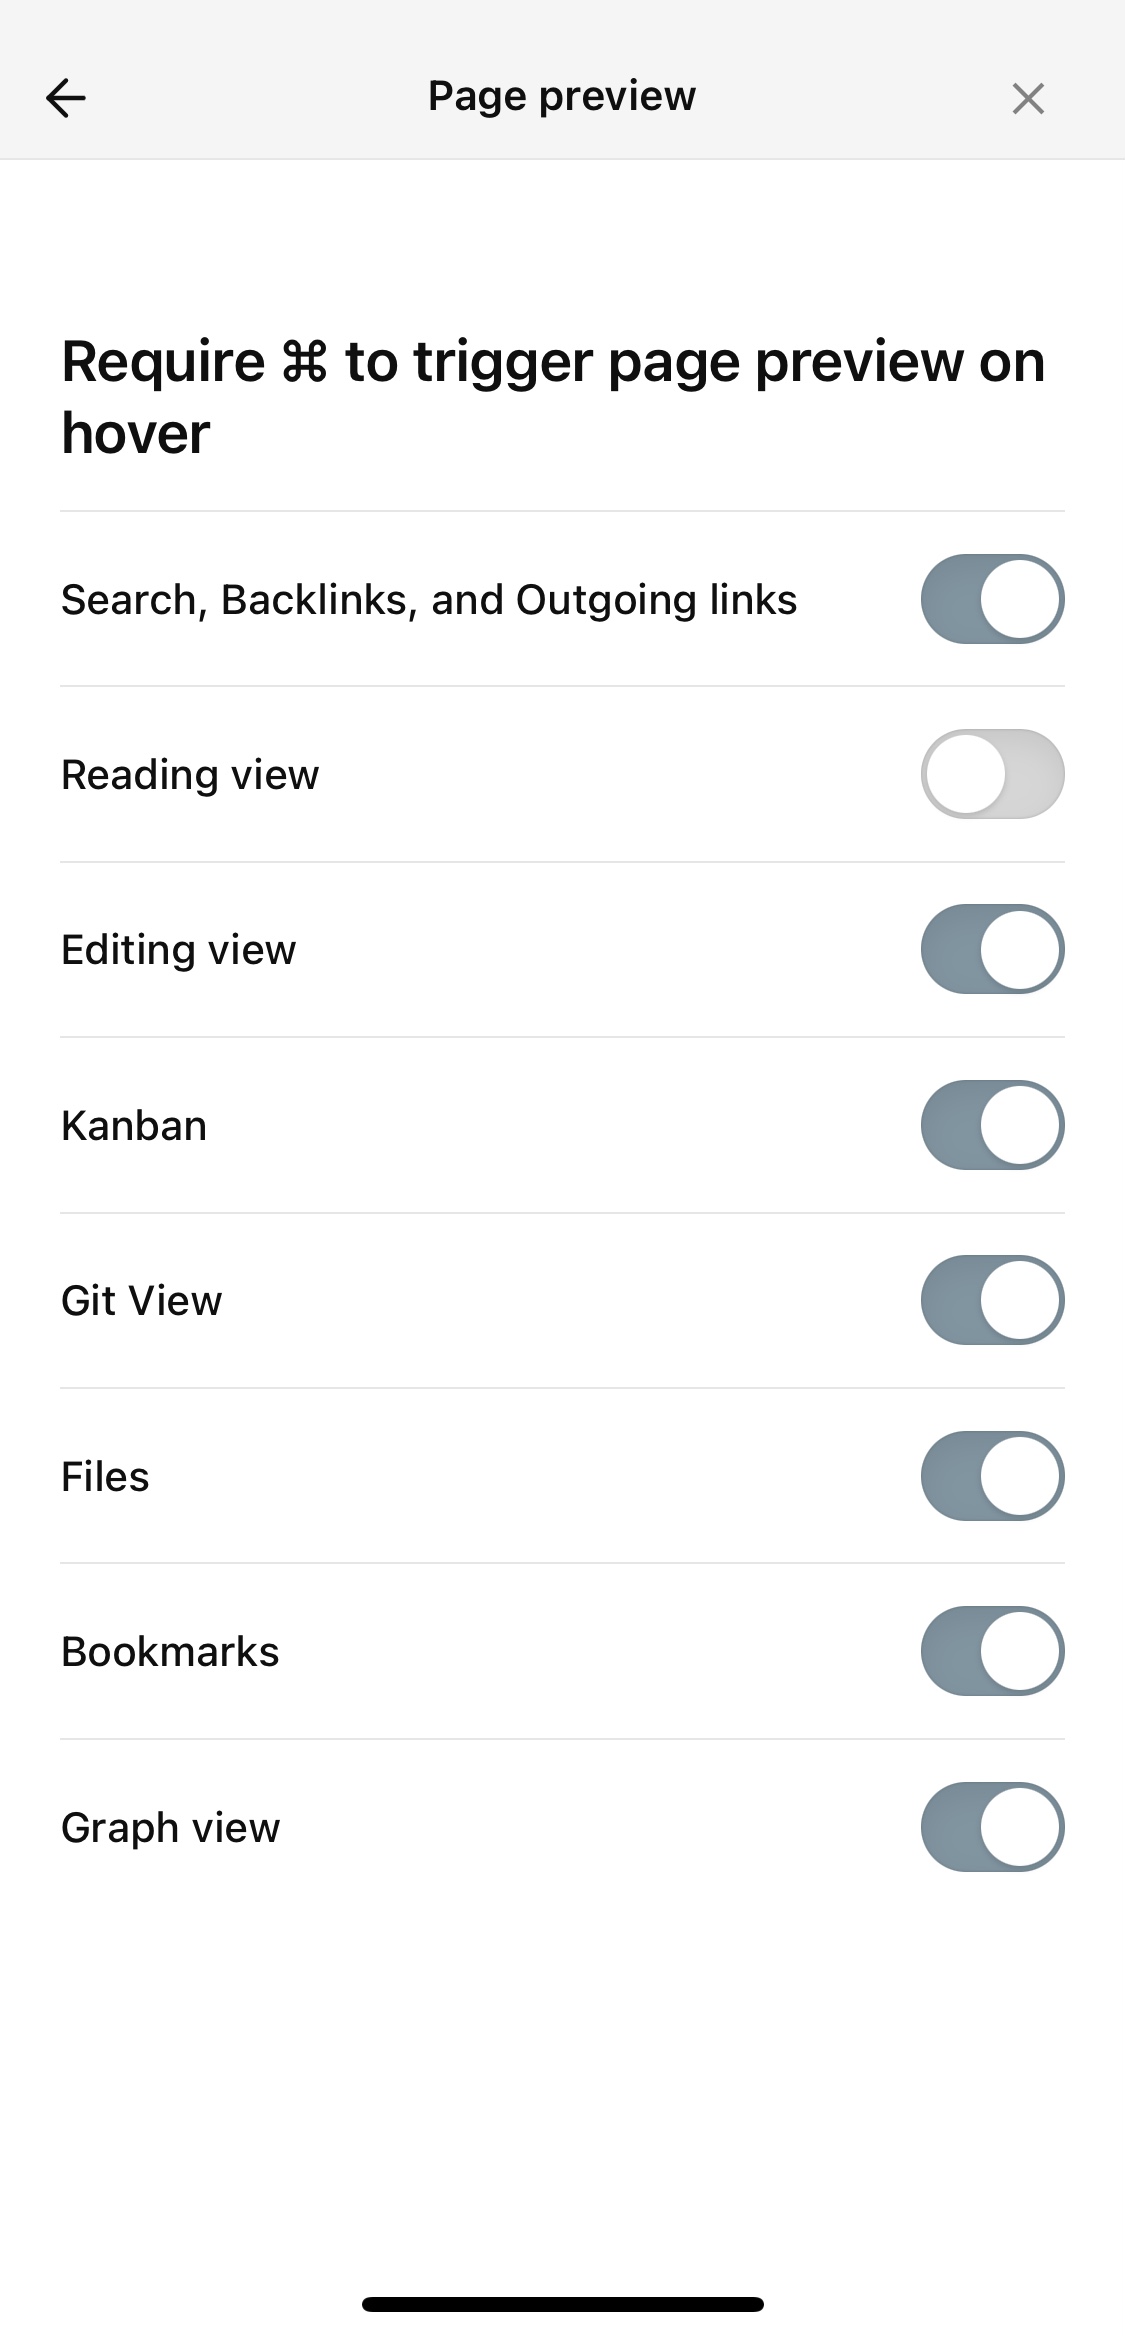 Page preview
Require ⌘ to trigger page preview on
hover
Search, Backlinks, and Outgoing links
Reading view
Editing view
Kanban
Git View
Files
Bookmarks
Graph view